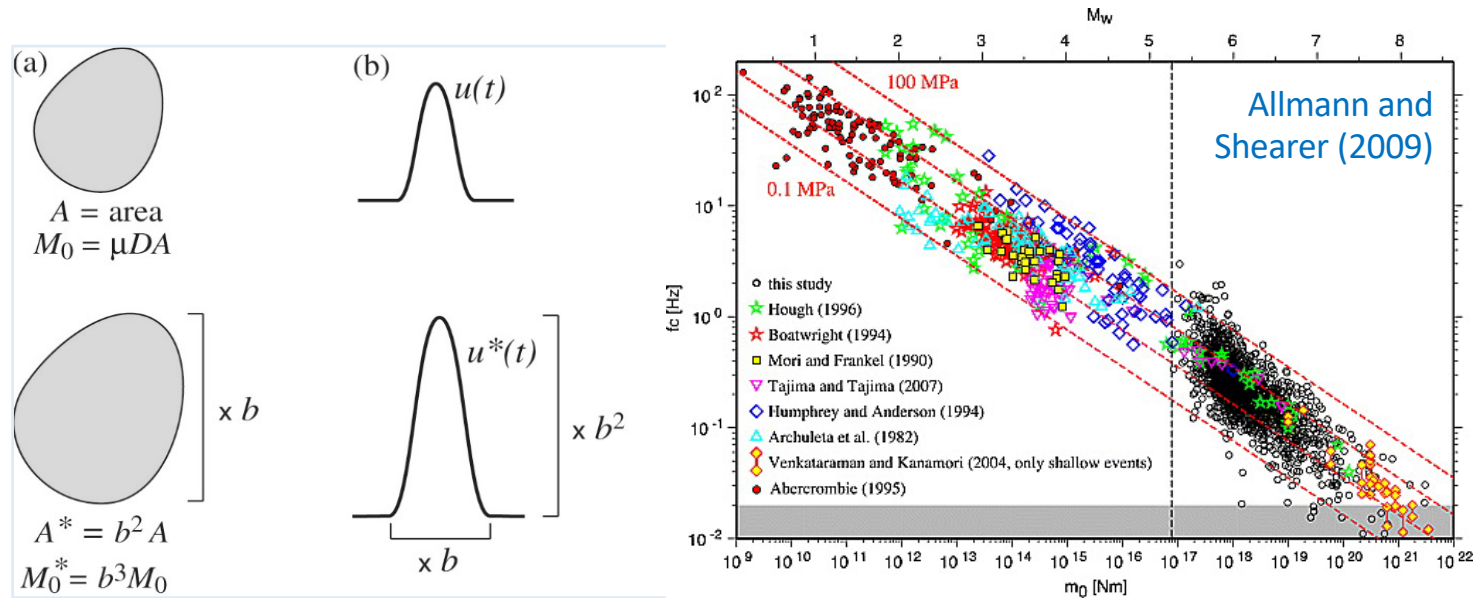 (a)
A = area
M₀ = μDA
x b
A* = b² A
M₀* = b³ M₀
(b)
u(t)
u*(t)
x b²
x b
M_w
1 2 3 4 5 6 7 8
100 MPa
0.1 MPa
Allmann and
Shearer (2009)
fc [Hz]
10²
10¹
10⁰
10⁻¹
10⁻²
this study
Hough (1996)
Boatwright (1994)
Mori and Frankel (1990)
Tajima and Tajima (2007)
Humphrey and Anderson (1994)
Archuleta et al. (1982)
Venkataraman and Kanamori (2004, only shallow events)
Abercrombie (1995)
10⁹ 10¹⁰ 10¹¹ 10¹² 10¹³ 10¹⁴ 10¹⁵ 10¹⁶ 10¹⁷ 10¹⁸ 10¹⁹ 10²⁰ 10²¹ 10²²
m₀ [Nm]